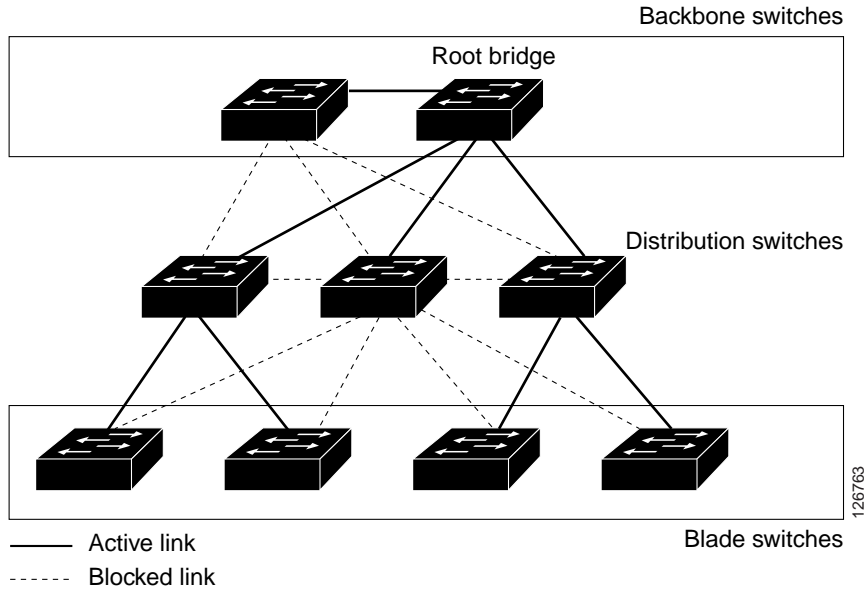 Backbone switches
Root bridge
Distribution switches
126763
Blade switches
Active link
Blocked link